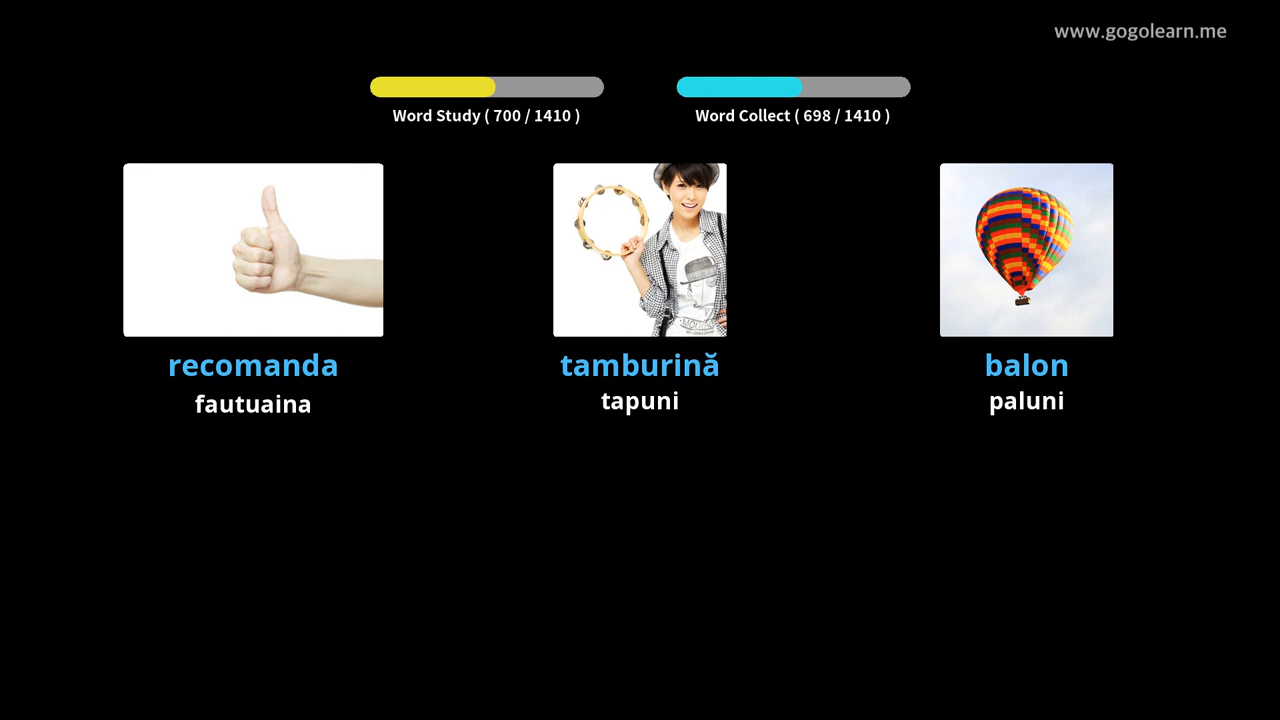 www.gogolearn.me
Word Study ( 700 / 1410 )
Word Collect ( 698 / 1410 )
recomanda
fautuaina
tamburină
tapuni
balon
paluni